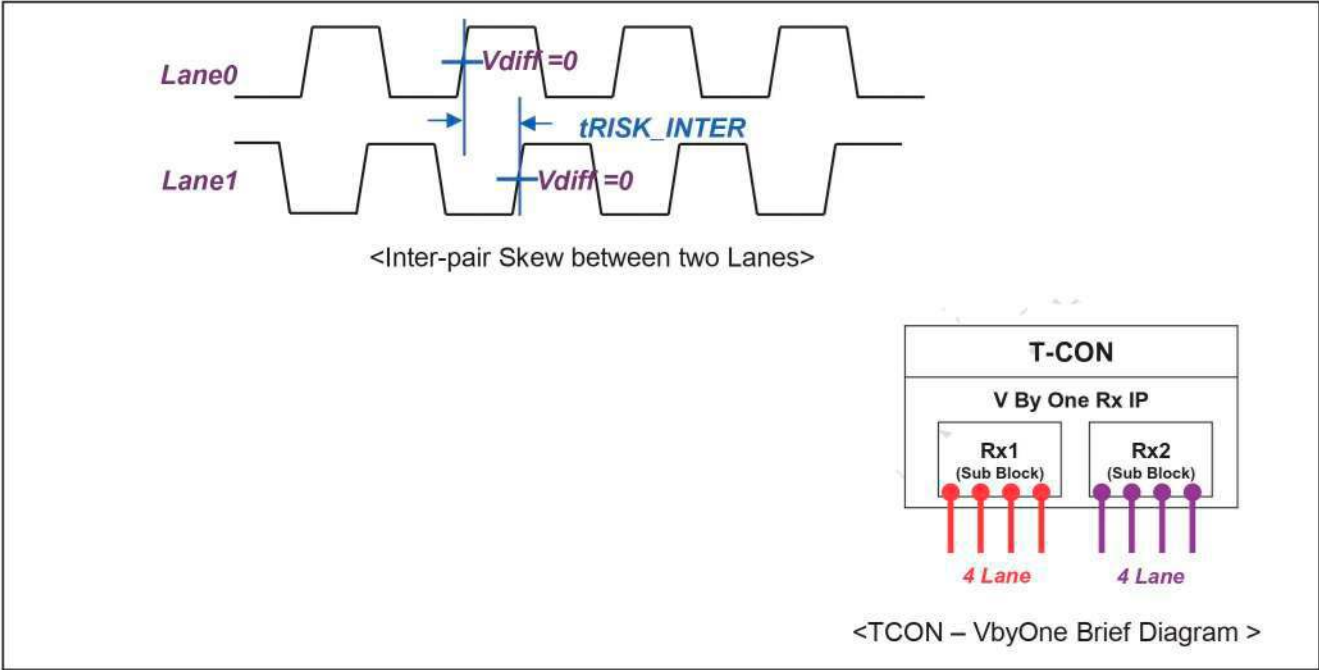 Lane0
Vdiff =0
tRISK_INTER
Lane1
Vdiff =0
<Inter-pair Skew between two Lanes>
T-CON
V By One Rx IP
Rx1
(Sub Block)
Rx2
(Sub Block)
4 Lane
4 Lane
<TCON – VbyOne Brief Diagram >